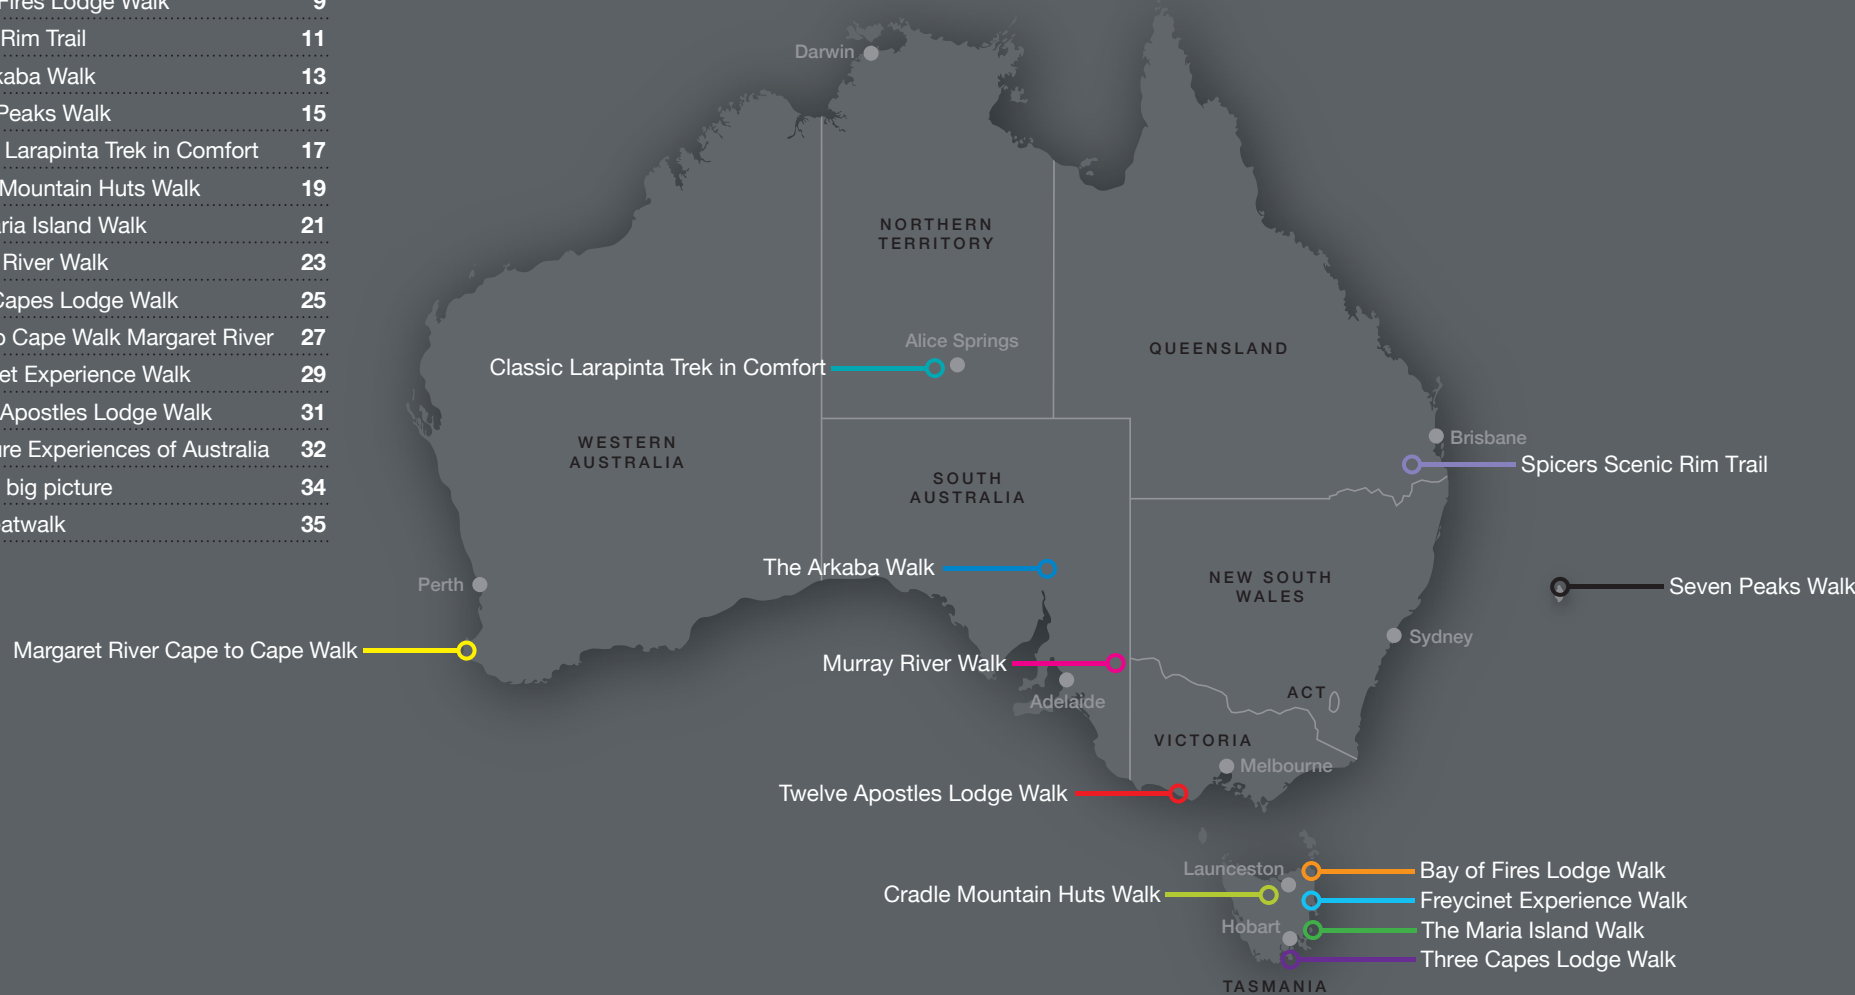 Fires Lodge Walk 9
Rim Trail 11
kaba Walk 13
Peaks Walk 15
Larapinta Trek in Comfort 17
Mountain Huts Walk 19
ria Island Walk 21
River Walk 23
Capes Lodge Walk 25
o Cape Walk Margaret River 27
et Experience Walk 29
Apostles Lodge Walk 31
ure Experiences of Australia 32
big picture 34
eatwalk 35
Darwin
NORTHERN
TERRITORY
Alice Springs
Classic Larapinta Trek in Comfort
QUEENSLAND
WESTERN
AUSTRALIA
SOUTH
AUSTRALIA
Brisbane
Spicers Scenic Rim Trail
The Arkaba Walk
NEW SOUTH
WALES
Perth
Seven Peaks Walk
Sydney
Margaret River Cape to Cape Walk
Murray River Walk
Adelaide
ACT
VICTORIA
Melbourne
Twelve Apostles Lodge Walk
Launceston
Bay of Fires Lodge Walk
Cradle Mountain Huts Walk
Freycinet Experience Walk
Hobart
The Maria Island Walk
Three Capes Lodge Walk
TASMANIA